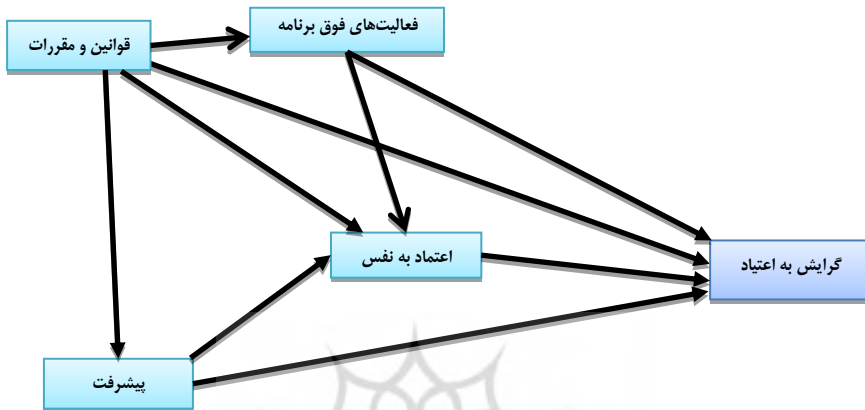 فعالیت‌های فوق برنامه
قوانین و مقررات
اعتماد به نفس
گرایش به اعتیاد
پیشرفت